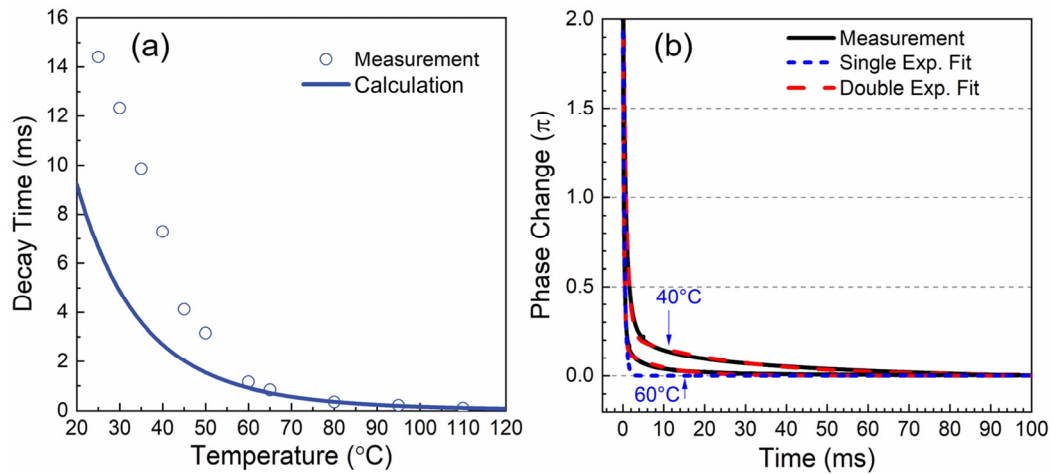 (a)
Measurement
Calculation
Decay Time (ms)
16
14
12
10
8
6
4
2
0
20 30 40 50 60 70 80 90 100 110 120
Temperature (°C)
(b)
Measurement
Single Exp. Fit
Double Exp. Fit
Phase Change (π)
2.0
1.5
1.0
0.5
0.0
40°C
60°C
0 10 20 30 40 50 60 70 80 90 100
Time (ms)